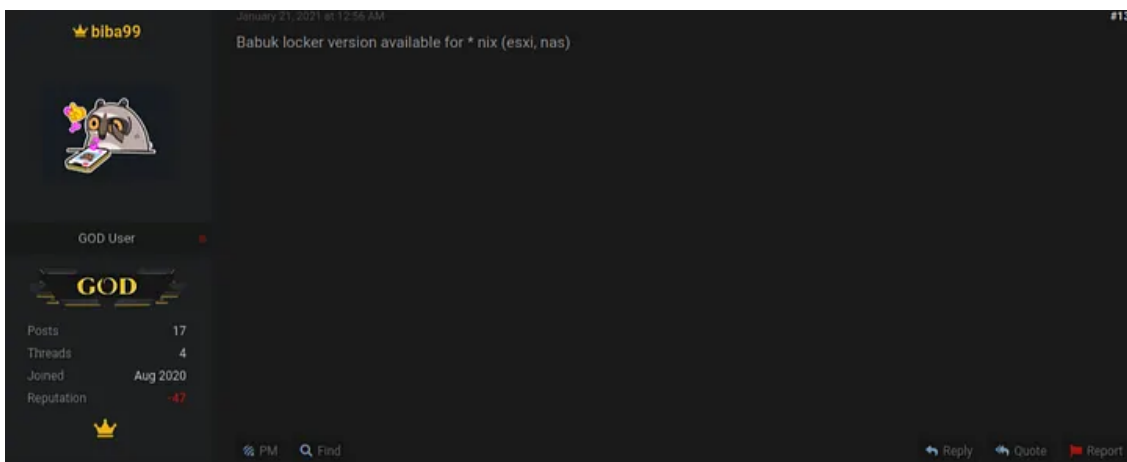 biba99
January 21, 2021 at 12:56 AM
#13
Babuk locker version available for * nix (esxi, nas)
GOD User
GOD
Posts 17
Threads 4
Joined Aug 2020
Reputation -47
PM Find
Reply Quote Report